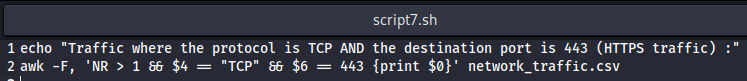 script7.sh
1 echo "Traffic where the protocol is TCP AND the destination port is 443 (HTTPS traffic) :"
2 awk -F, 'NR > 1 && $4 == "TCP" && $6 == 443 {print $0}' network_traffic.csv